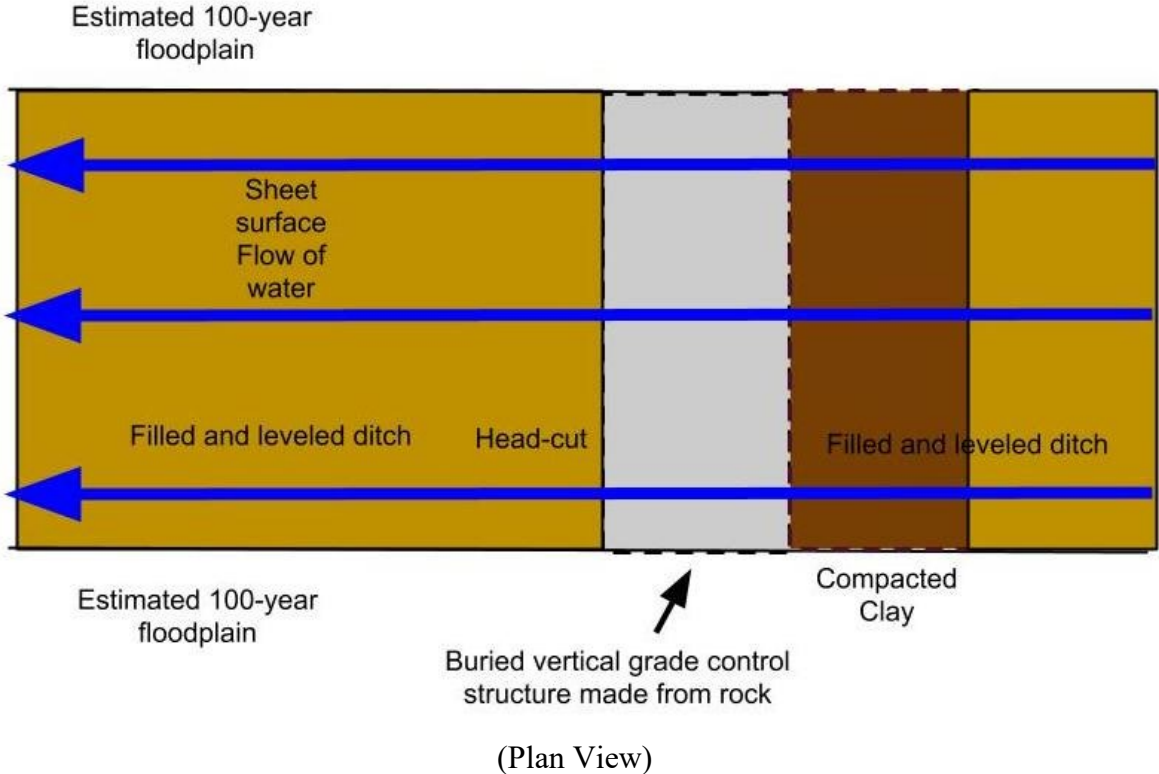 Estimated 100-year
floodplain
Sheet
surface
Flow of
water
Filled and leveled ditch
Head-cut
Filled and leveled ditch
Estimated 100-year
floodplain
Compacted
Clay
Buried vertical grade control
structure made from rock
(Plan View)